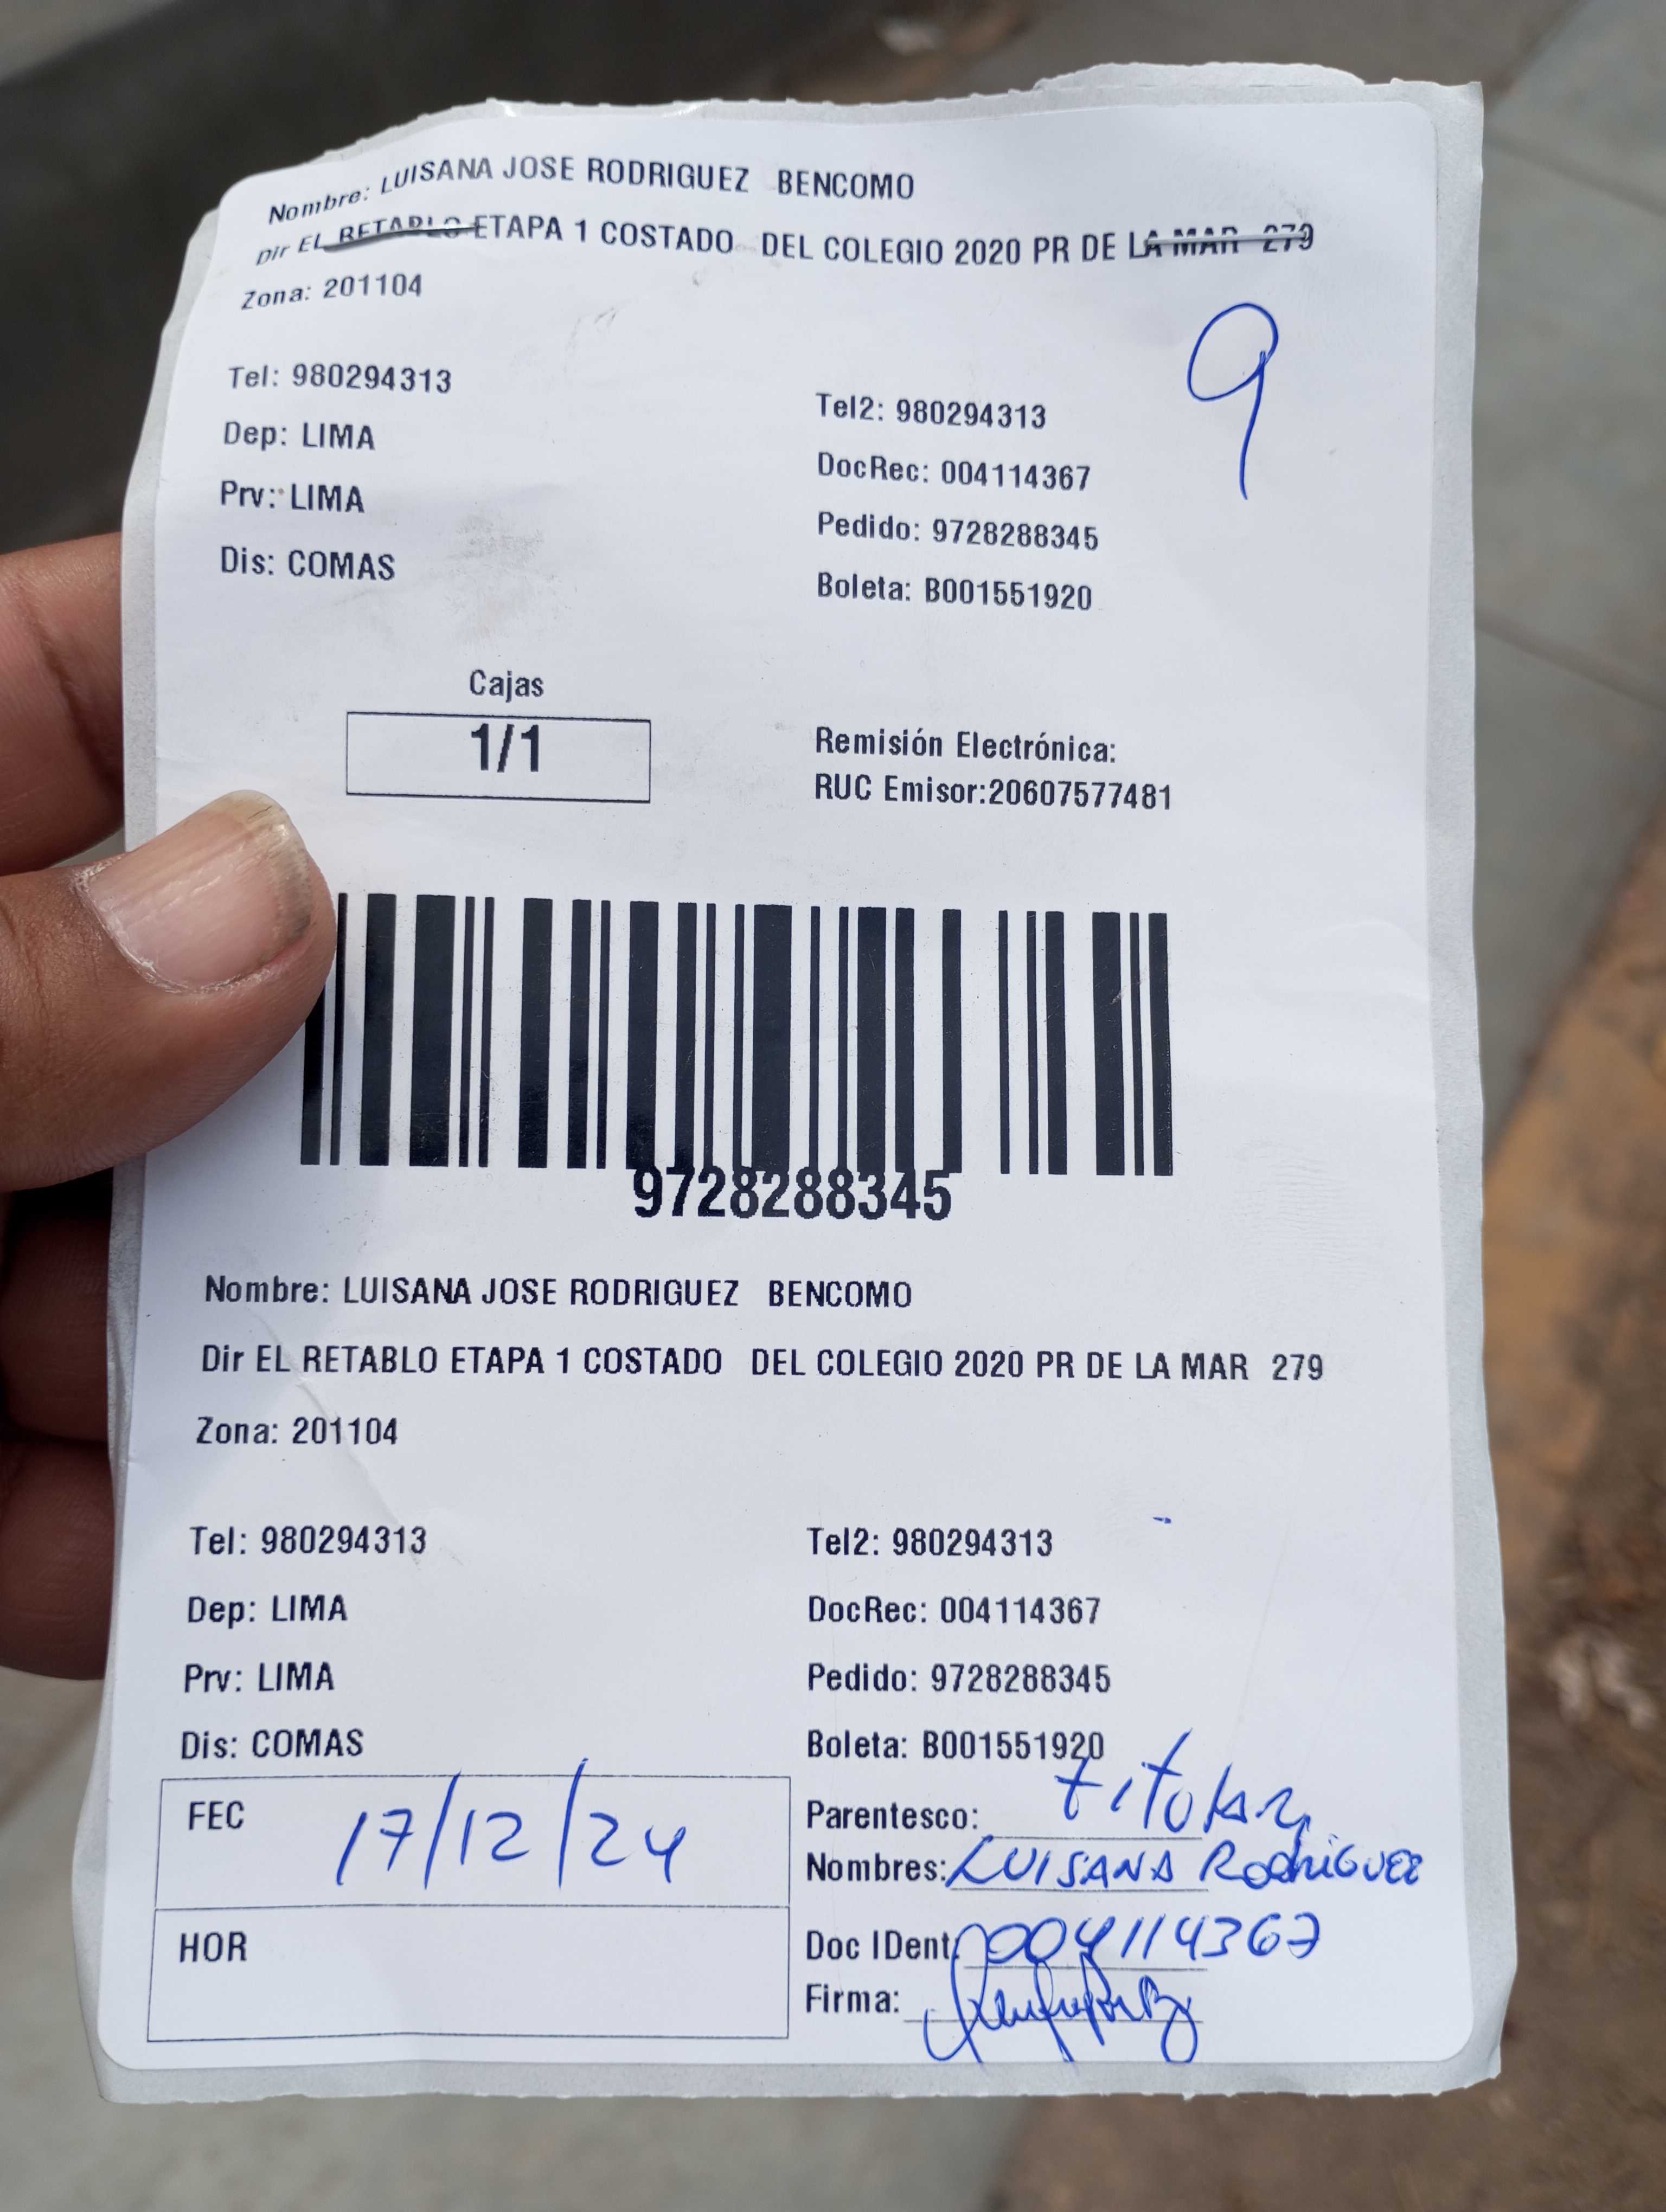 Nombre: LUISANA JOSE RODRIGUEZ BENCOMO
Dir EL RETABLO ETAPA 1 COSTADO DEL COLEGIO 2020 PR DE LA MAR 279
Zona: 201104
9
Tel: 980294313
Tel2: 980294313
Dep: LIMA
DocRec: 004114367
Prv: LIMA
Pedido: 9728288345
Dis: COMAS
Boleta: B001551920
Cajas
1/1
Remisión Electrónica:
RUC Emisor:20607577481
9728288345
Nombre: LUISANA JOSE RODRIGUEZ BENCOMO
Dir EL RETABLO ETAPA 1 COSTADO DEL COLEGIO 2020 PR DE LA MAR 279
Zona: 201104
Tel: 980294313
Tel2: 980294313
Dep: LIMA
DocRec: 004114367
Prv: LIMA
Pedido: 9728288345
Dis: COMAS
Boleta: B001551920
FEC 17/12/24
Parentesco: titular
Nombres: LUISANA RodriGUEZ
HOR
Doc IDent: 004114367
Firma: